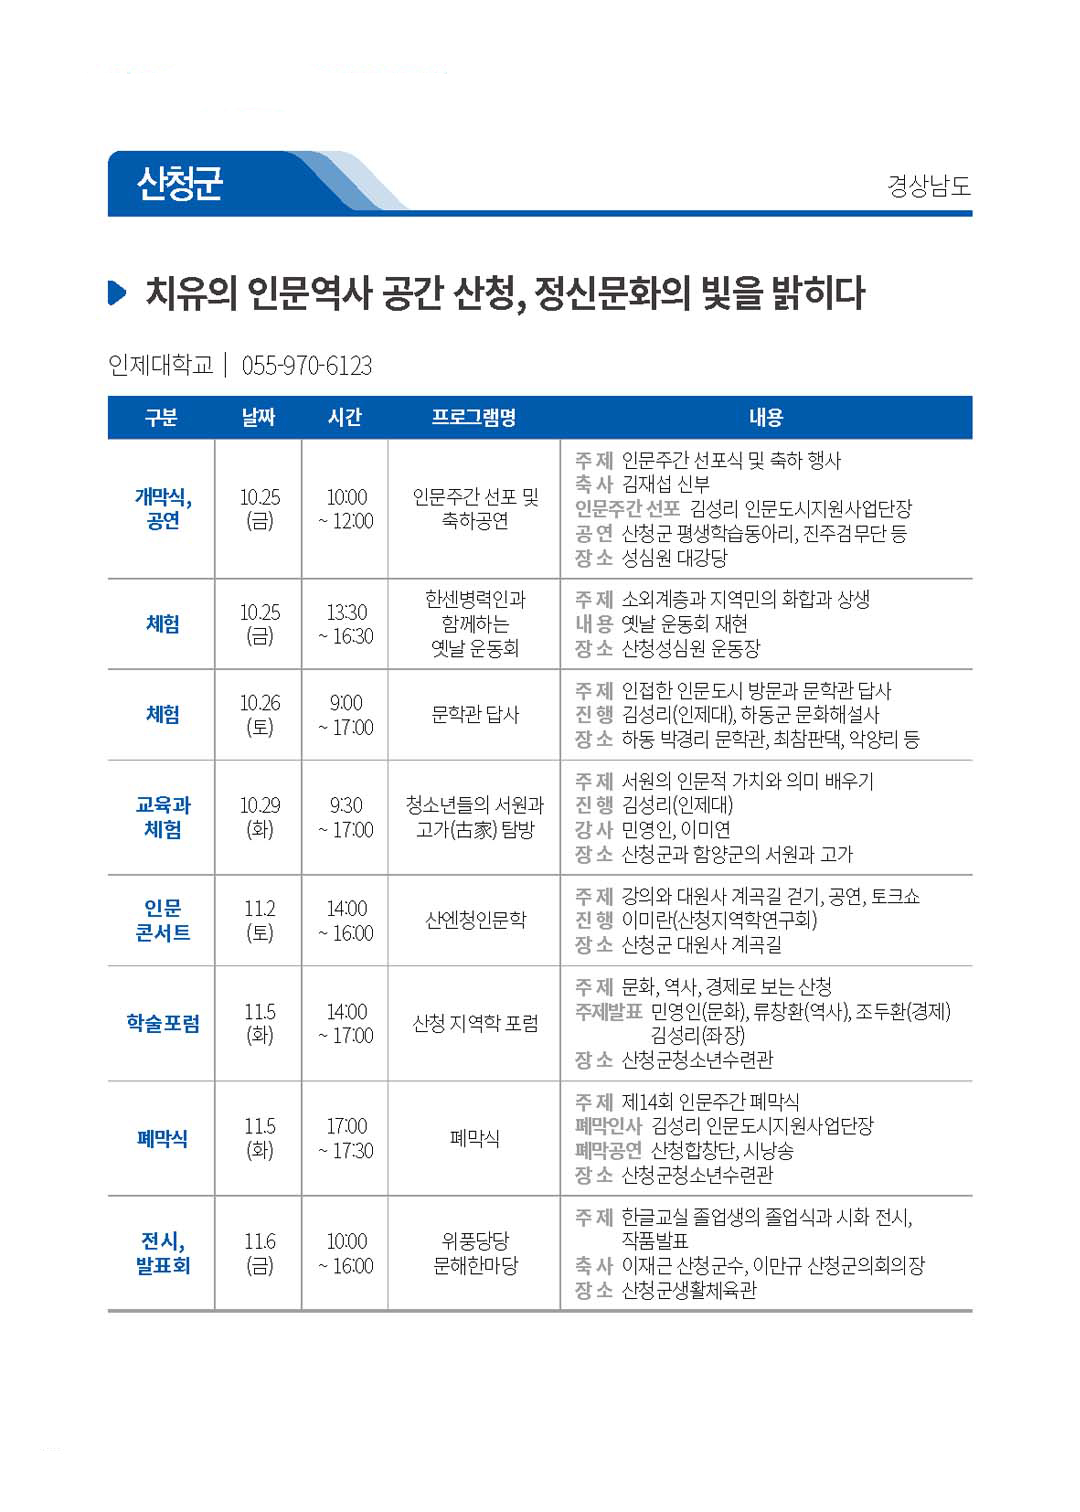 산청군
경상남도
치유의 인문역사 공간 산청, 정신문화의 빛을 밝히다
인제대학교 | 055-970-6123
구분 날짜 시간 프로그램명 내용
개막식,
공연
10.25
(금)
10:00
~ 12:00
인문주간 선포 및
축하공연
주 제 인문주간 선포식 및 축하 행사
축 사 김재섭 신부
인문주간 선포 김성리 인문도시지원사업단장
공 연 산청군 평생학습동아리, 진주검무단 등
장 소 성심원 대강당
체험
10.25
(금)
13:30
~ 16:30
한센병력인과
함께하는
옛날 운동회
주 제 소외계층과 지역민의 화합과 상생
내 용 옛날 운동회 재현
장 소 산청성심원 운동장
체험
10.26
(토)
9:00
~ 17:00
문학관 답사
주 제 인접한 인문도시 방문과 문학관 답사
진 행 김성리(인제대), 하동군 문화해설사
장 소 하동 박경리 문학관, 최참판댁, 악양리 등
교육과
체험
10.29
(화)
9:30
~ 17:00
청소년들의 서원과
고가(古家) 탐방
주 제 서원의 인문적 가치와 의미 배우기
진 행 김성리(인제대)
강 사 민영인, 이미연
장 소 산청군과 함양군의 서원과 고가
인문
콘서트
11.2
(토)
14:00
~ 16:00
산엔청인문학
주 제 강의와 대원사 계곡길 걷기, 공연, 토크쇼
진 행 이미란(산청지역학연구회)
장 소 산청군 대원사 계곡길
학술포럼
11.5
(화)
14:00
~ 17:00
산청 지역학 포럼
주 제 문화, 역사, 경제로 보는 산청
주제발표 민영인(문화), 류창환(역사), 조두환(경제)
김성리(좌장)
장 소 산청군청소년수련관
폐막식
11.5
(화)
17:00
~ 17:30
폐막식
주 제 제14회 인문주간 폐막식
폐막인사 김성리 인문도시지원사업단장
폐막공연 산청합창단, 시낭송
장 소 산청군청소년수련관
전시,
발표회
11.6
(금)
10:00
~ 16:00
위풍당당
문해한마당
주 제 한글교실 졸업생의 졸업식과 시화 전시,
작품발표
축 사 이재근 산청군수, 이만규 산청군의회의장
장 소 산청군생활체육관